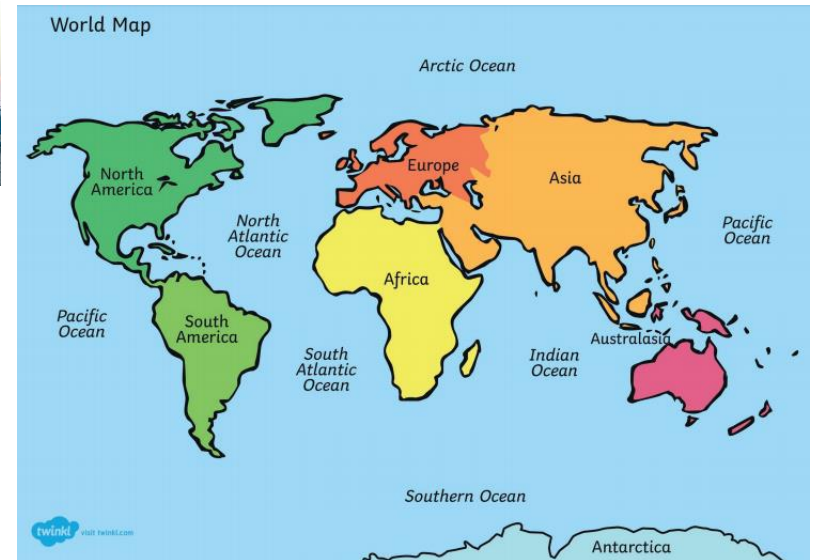 World Map
Arctic Ocean
Europe
North
America
Asia
North
Atlantic
Ocean
Pacific
Ocean
Africa
Pacific
Ocean
South
America
Australasia
South
Atlantic
Ocean
Indian
Ocean
Southern Ocean
twinkl visit twinkl.com
Antarctica